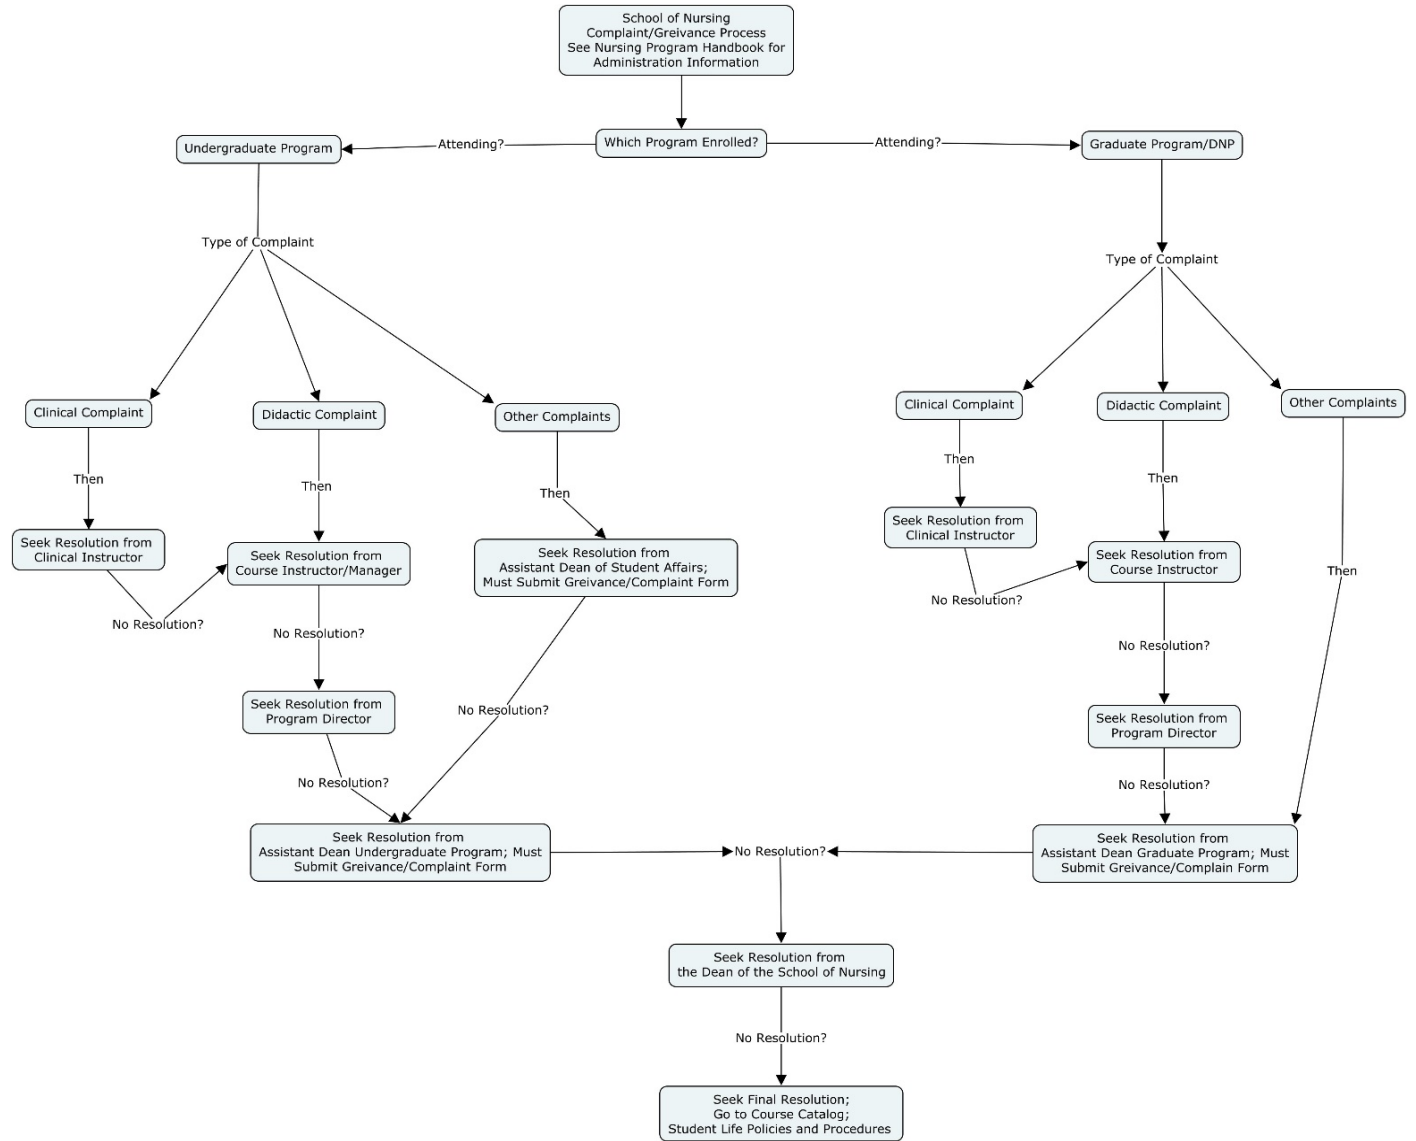 School of Nursing
Complaint/Greivance Process
See Nursing Program Handbook for
Administration Information
Undergraduate Program
Attending?
Which Program Enrolled?
Attending?
Graduate Program/DNP
Type of Complaint
Type of Complaint
Clinical Complaint
Didactic Complaint
Other Complaints
Clinical Complaint
Didactic Complaint
Other Complaints
Then
Then
Then
Then
Then
Then
Seek Resolution from
Clinical Instructor
Seek Resolution from
Course Instructor/Manager
Seek Resolution from
Assistant Dean of Student Affairs;
Must Submit Greivance/Complaint Form
Seek Resolution from
Clinical Instructor
Seek Resolution from
Course Instructor
No Resolution?
No Resolution?
No Resolution?
No Resolution?
Seek Resolution from
Program Director
No Resolution?
Seek Resolution from
Program Director
No Resolution?
No Resolution?
Seek Resolution from
Assistant Dean Undergraduate Program; Must
Submit Greivance/Complaint Form
No Resolution?
Seek Resolution from
Assistant Dean Graduate Program; Must
Submit Greivance/Complain Form
Seek Resolution from
the Dean of the School of Nursing
No Resolution?
Seek Final Resolution;
Go to Course Catalog;
Student Life Policies and Procedures